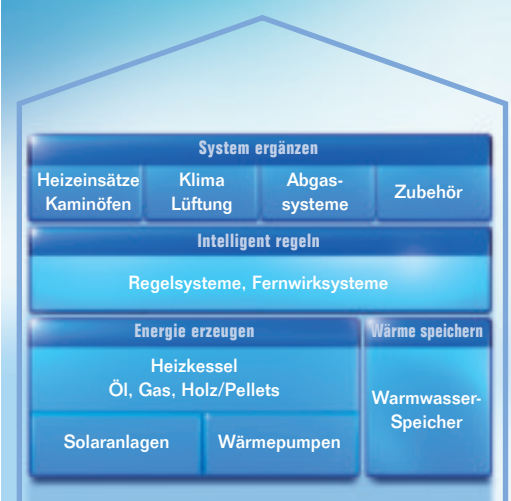 System ergänzen
Heizeinsätze
Kaminöfen
Klima
Lüftung
Abgas-
systeme
Zubehör
Intelligent regeln
Regelsysteme, Fernwirksysteme
Energie erzeugen
Heizkessel
Öl, Gas, Holz/Pellets
Solaranlagen
Wärmepumpen
Wärme speichern
Warmwasser-
Speicher